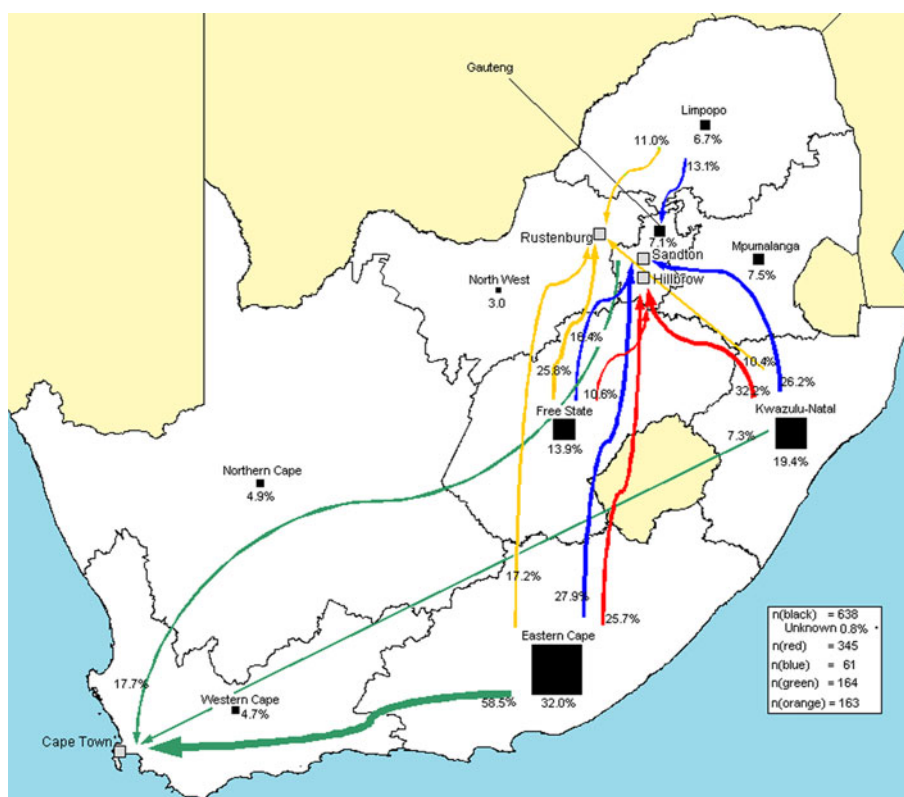 Gauteng
Limpopo
6.7%
11.0%
13.1%
Rustenburg
7.1%
Sandton
Mpumalanga
7.5%
North West
3.0
Hillbrow
18.4%
25.8%
10.6%
10.4%
26.2%
32.2%
Free State
13.9%
Kwazulu-Natal
7.3%
19.4%
Northern Cape
4.9%
17.2%
27.9%
25.7%
Eastern Cape
32.0%
58.5%
17.7%
Western Cape
4.7%
Cape Town
n(black) = 638
Unknown 0.8% *
n(red) = 345
n(blue) = 61
n(green) = 164
n(orange) = 163